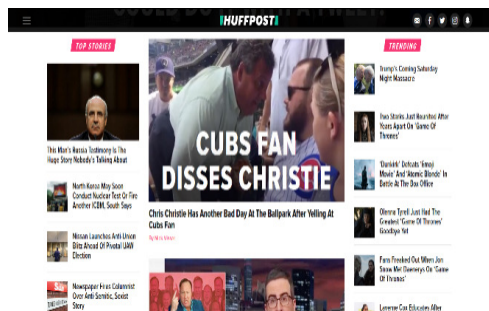 HUFFPOST
TOP STORIES
This Man's Russia Testimony Is The
Huge Story Nobody's Talking About
North Korea May Soon
Conduct Nuclear Test Or Fire
Another ICBM, South Says
Nissan Launches Anti-Union
Blitz Ahead Of Pivotal UAW
Election
Newspaper Fires Columnist
Over Anti-Semitic, Sexist
Story
CUBS FAN
DISSES CHRISTIE
Chris Christie Has Another Bad Day At The Ballpark After Yelling At
Cubs Fan
TRENDING
Trump's Coming Saturday
Night Massacre
Two Starks Just Reunited After
Years Apart On 'Game Of
Thrones'
'Dunkirk' Defeats 'Emoji
Movie' And 'Atomic Blonde' In
Battle At The Box Office
Olenna Tyrell Just Had The
Greatest 'Game Of Thrones'
Goodbye Yet
Fans Freaked Out When Jon
Snow Met Daenerys On 'Game
Of Thrones'
Laverne Cox Educates After